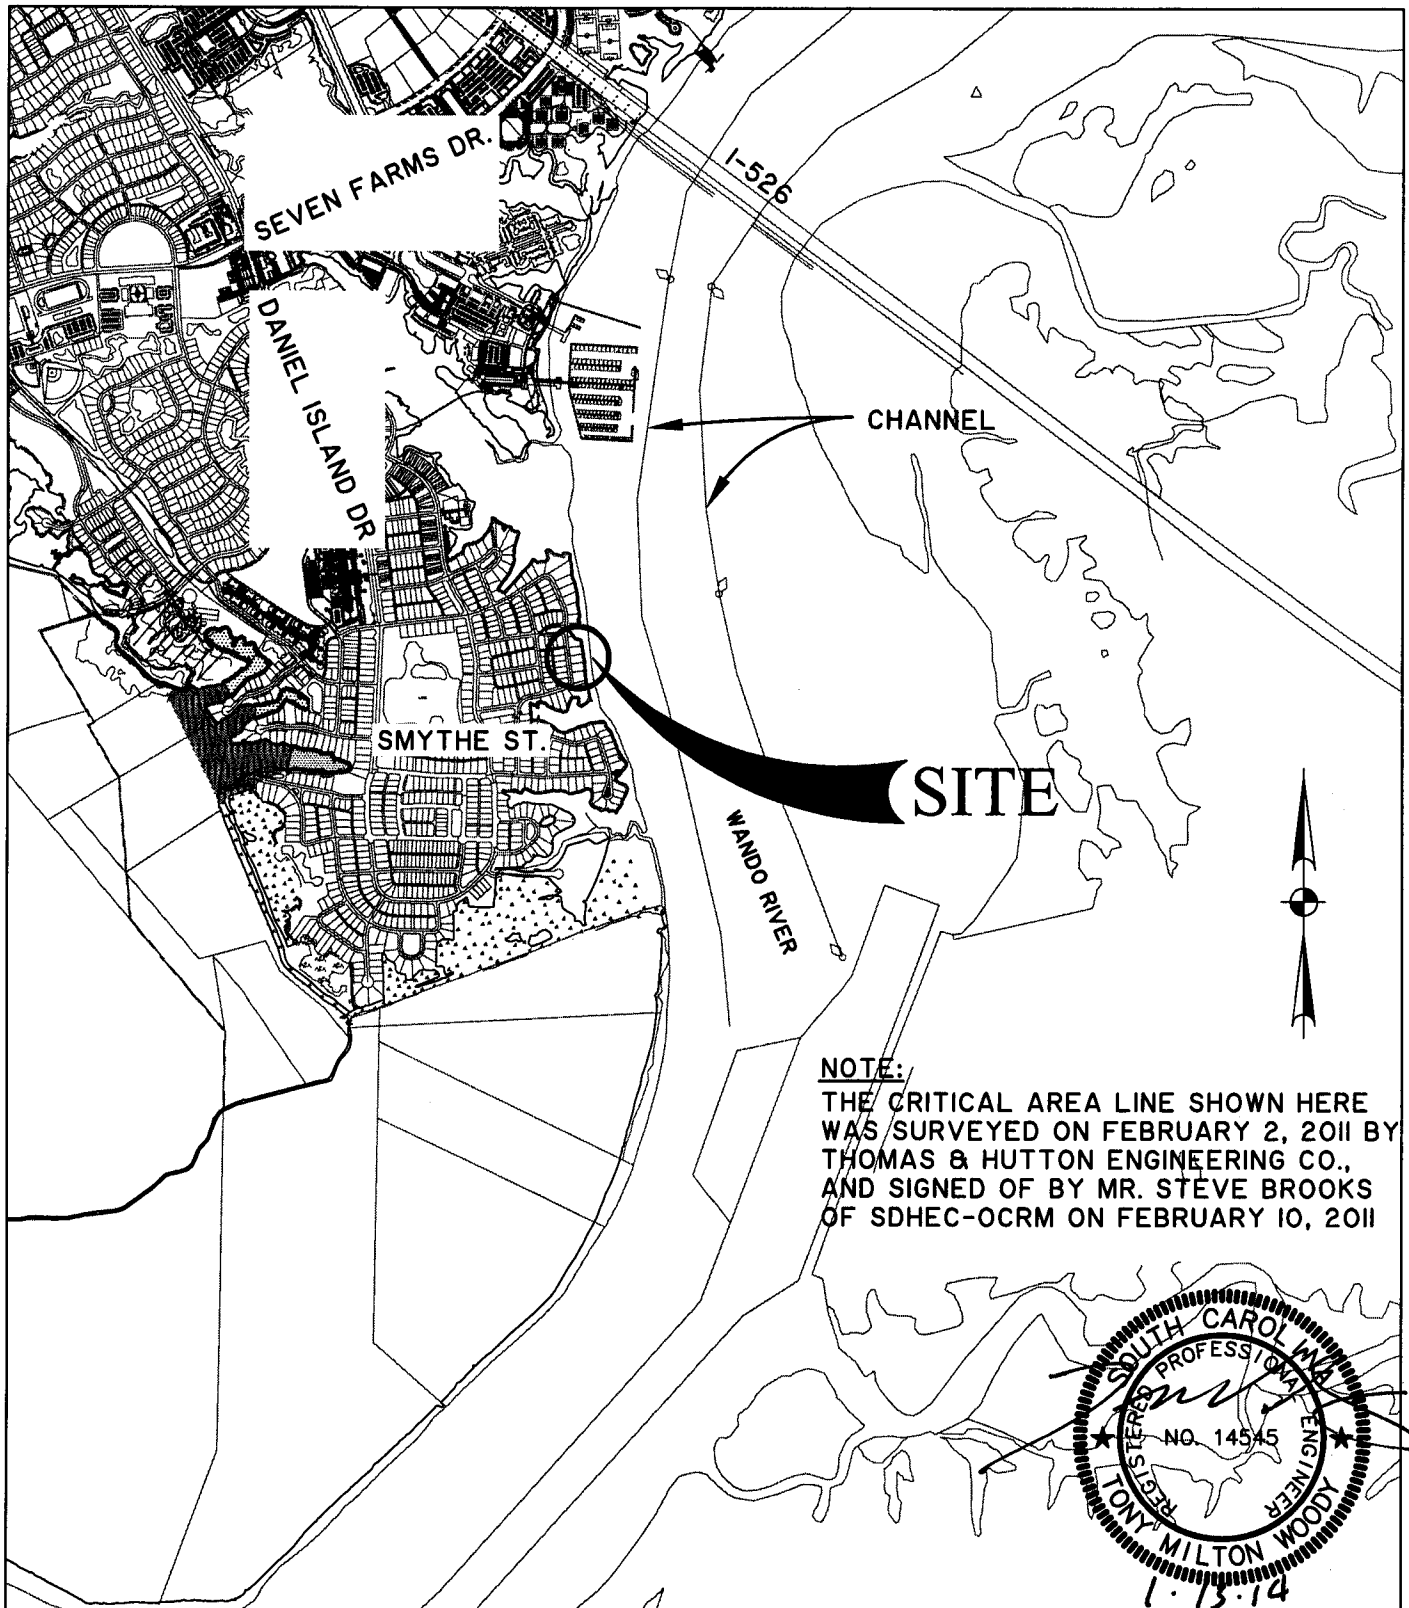 SEVEN FARMS DR.
I-526
DANIEL ISLAND DR
CHANNEL
SMYTHE ST.
SITE
WANDO RIVER
NOTE:
THE CRITICAL AREA LINE SHOWN HERE
WAS SURVEYED ON FEBRUARY 2, 2011 BY
THOMAS & HUTTON ENGINEERING CO.,
AND SIGNED OF BY MR. STEVE BROOKS
OF SDHEC-OCRM ON FEBRUARY 10, 2011
SOUTH CAROLINA
REGISTERED PROFESSIONAL ENGINEER
NO. 14545
TONY MILTON WOODY
1.13.14